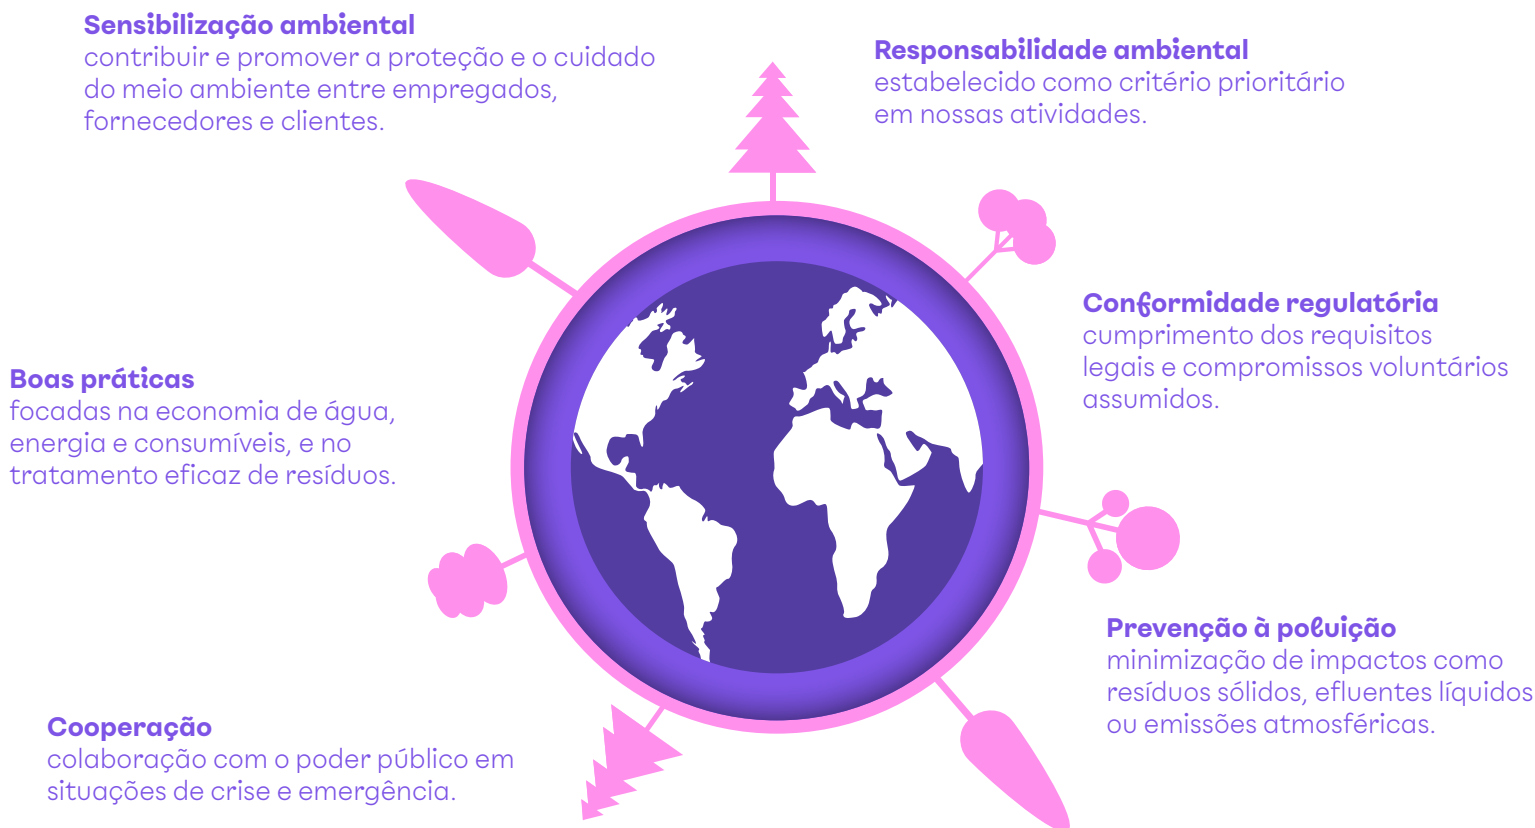 Sensibilização ambiental
contribuir e promover a proteção e o cuidado
do meio ambiente entre empregados,
fornecedores e clientes.
Responsabilidade ambiental
estabelecido como critério prioritário
em nossas atividades.
Conformidade regulatória
cumprimento dos requisitos
legais e compromissos voluntários
assumidos.
Boas práticas
focadas na economia de água,
energia e consumíveis, e no
tratamento eficaz de resíduos.
Prevenção à poluição
minimização de impactos como
resíduos sólidos, efluentes líquidos
ou emissões atmosféricas.
Cooperação
colaboração com o poder público em
situações de crise e emergência.